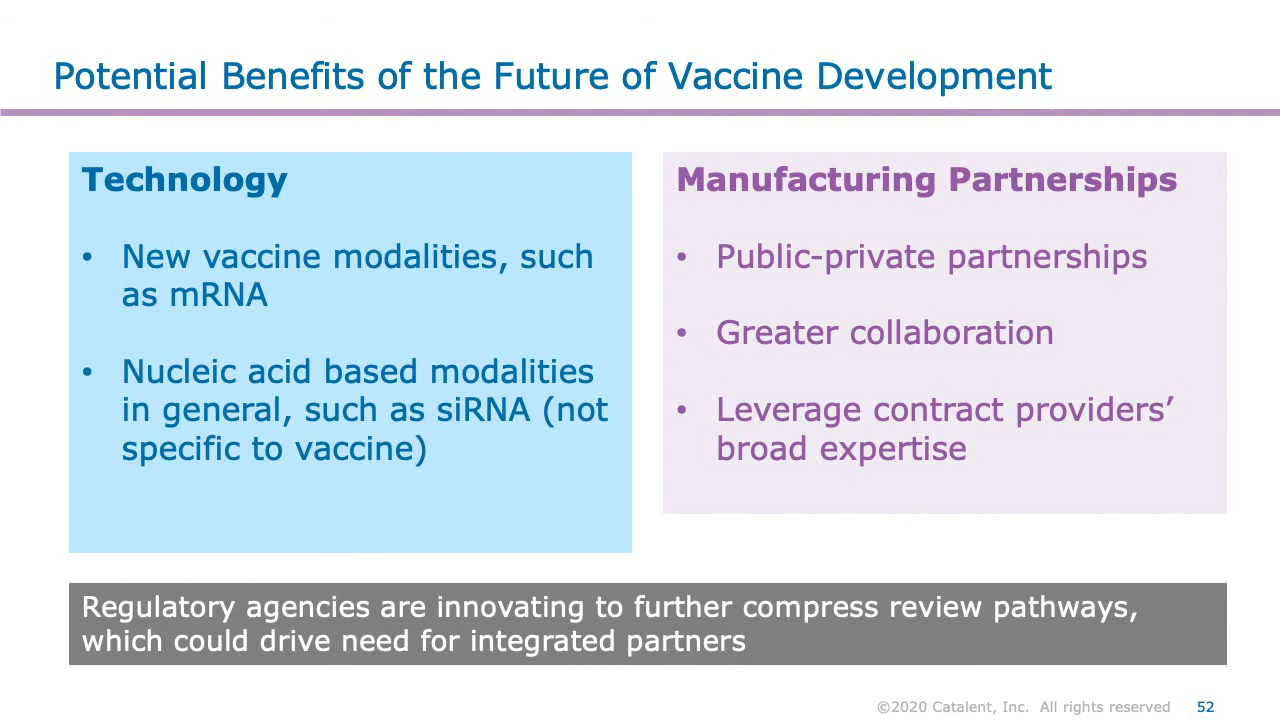 Potential Benefits of the Future of Vaccine Development
Technology
• New vaccine modalities, such
as mRNA
• Nucleic acid based modalities
in general, such as siRNA (not
specific to vaccine)
Manufacturing Partnerships
• Public-private partnerships
• Greater collaboration
• Leverage contract providers’
broad expertise
Regulatory agencies are innovating to further compress review pathways,
which could drive need for integrated partners
©2020 Catalent, Inc. All rights reserved 52